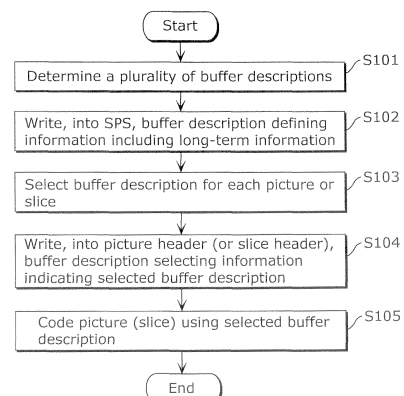 Start
S101
Determine a plurality of buffer descriptions
S102
Write, into SPS, buffer description defining
information including long-term information
S103
Select buffer description for each picture or
slice
S104
Write, into picture header (or slice header),
buffer description selecting information
indicating selected buffer description
S105
Code picture (slice) using selected buffer
description
End